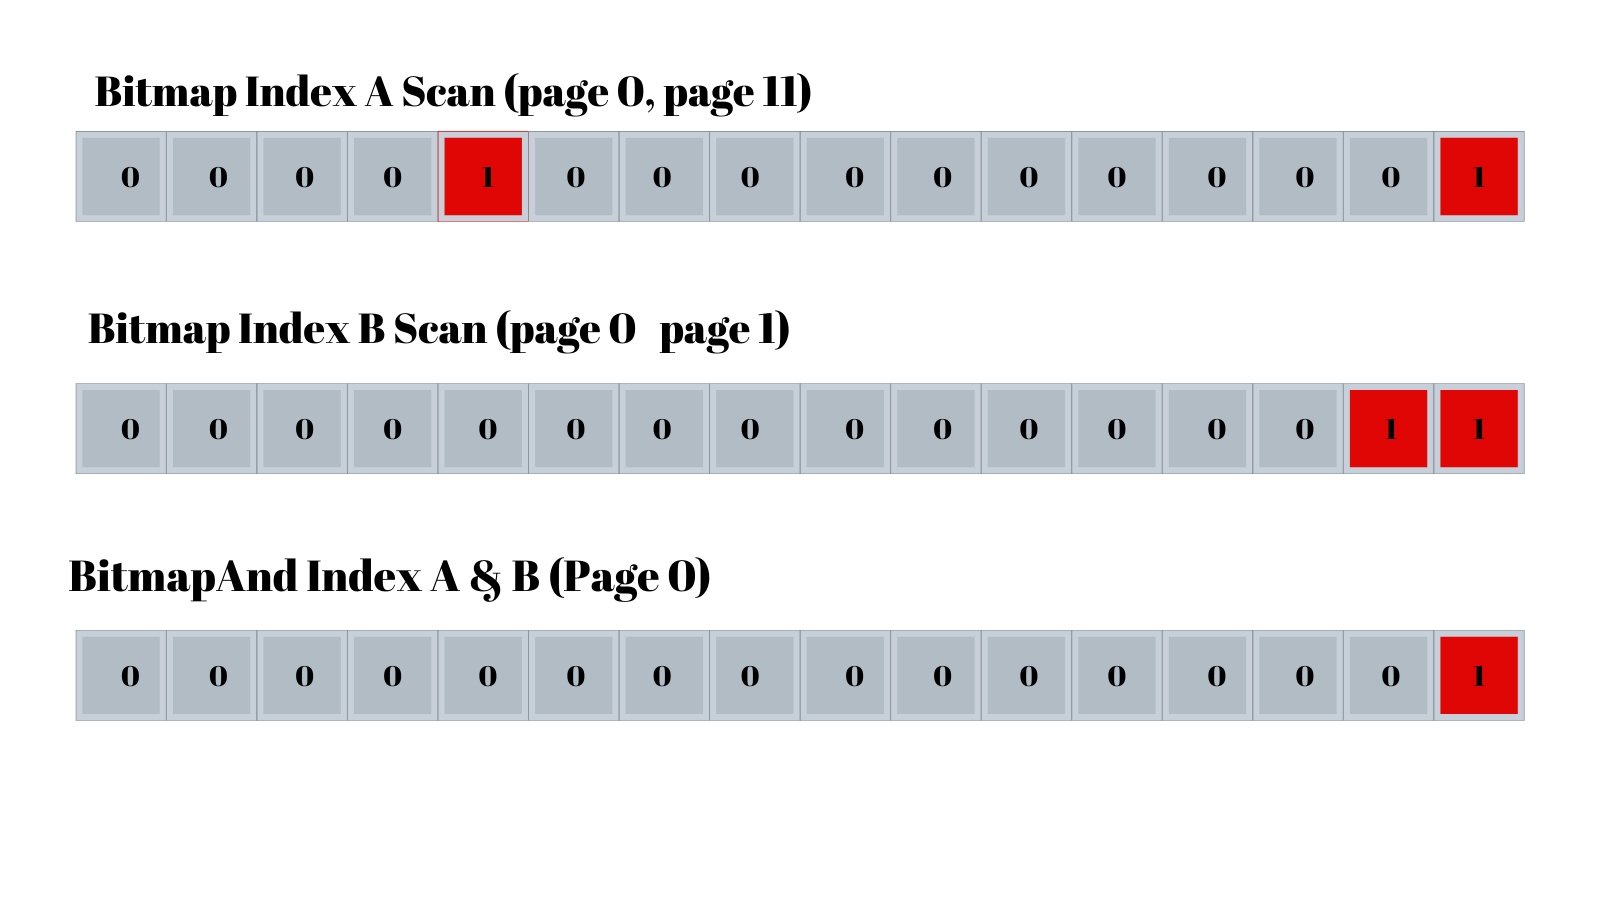 Bitmap Index A Scan (page 0, page 11)
0 0 0 0 1 0 0 0 0 0 0 0 0 0 0 1
Bitmap Index B Scan (page 0 page 1)
0 0 0 0 0 0 0 0 0 0 0 0 0 0 1 1
BitmapAnd Index A & B (Page 0)
0 0 0 0 0 0 0 0 0 0 0 0 0 0 0 1